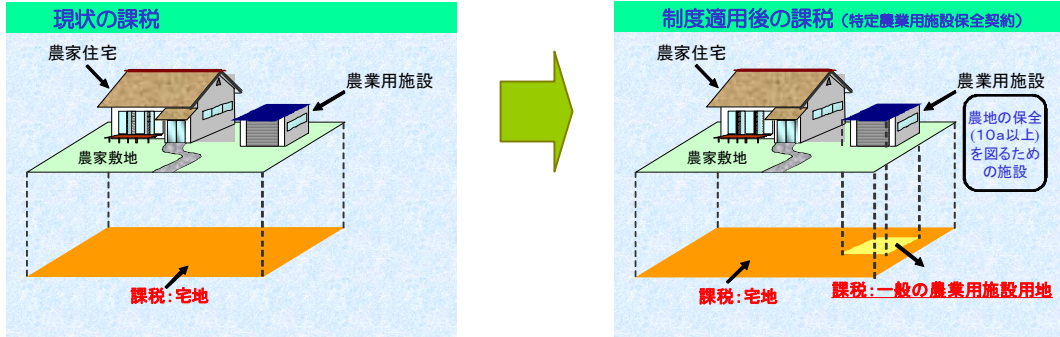 現状の課税
農家住宅
農業用施設
農家敷地
課税:宅地
制度適用後の課税（特定農業用施設保全契約）
農家住宅
農業用施設
農地の保全
(10a以上)
を図るため
の施設
農家敷地
課税:宅地
課税:一般の農業用施設用地